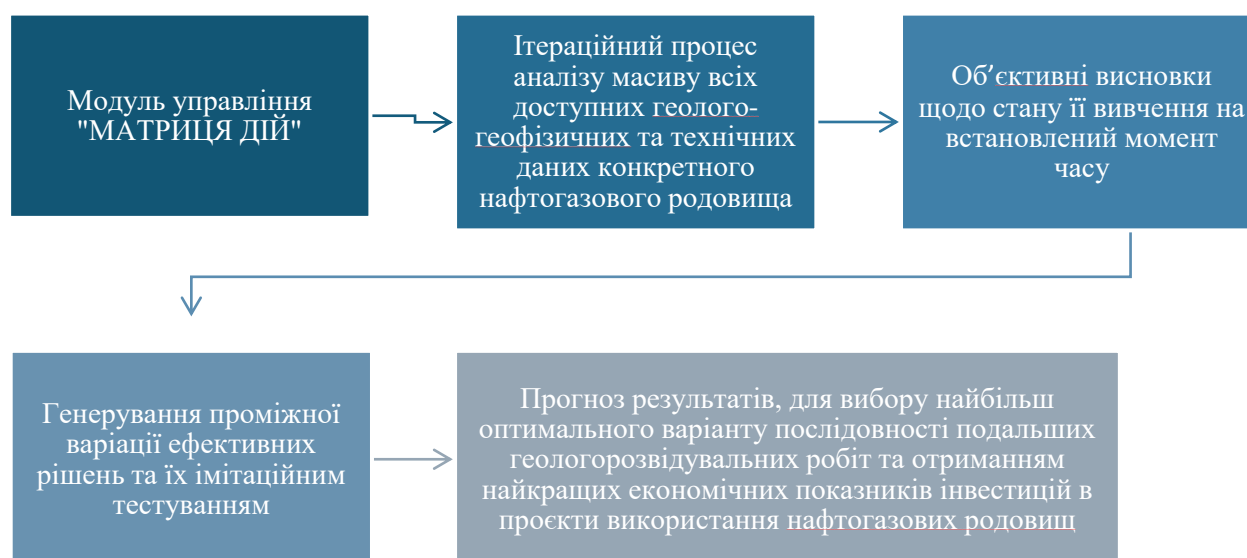 Модуль управління
"МАТРИЦЯ ДІЙ"
Ітераційний процес
аналізу масиву всіх
доступних геолого-
геофізичних та технічних
даних конкретного
нафтогазового родовища
Об’єктивні висновки
щодо стану її вивчення на
встановлений момент
часу
Генерування проміжної
варіації ефективних
рішень та їх імітаційним
тестуванням
Прогноз результатів, для вибору найбільш
оптимального варіанту послідовності подальших
геологорозвідувальних робіт та отриманням
найкращих економічних показників інвестицій в
проєкти використання нафтогазових родовищ